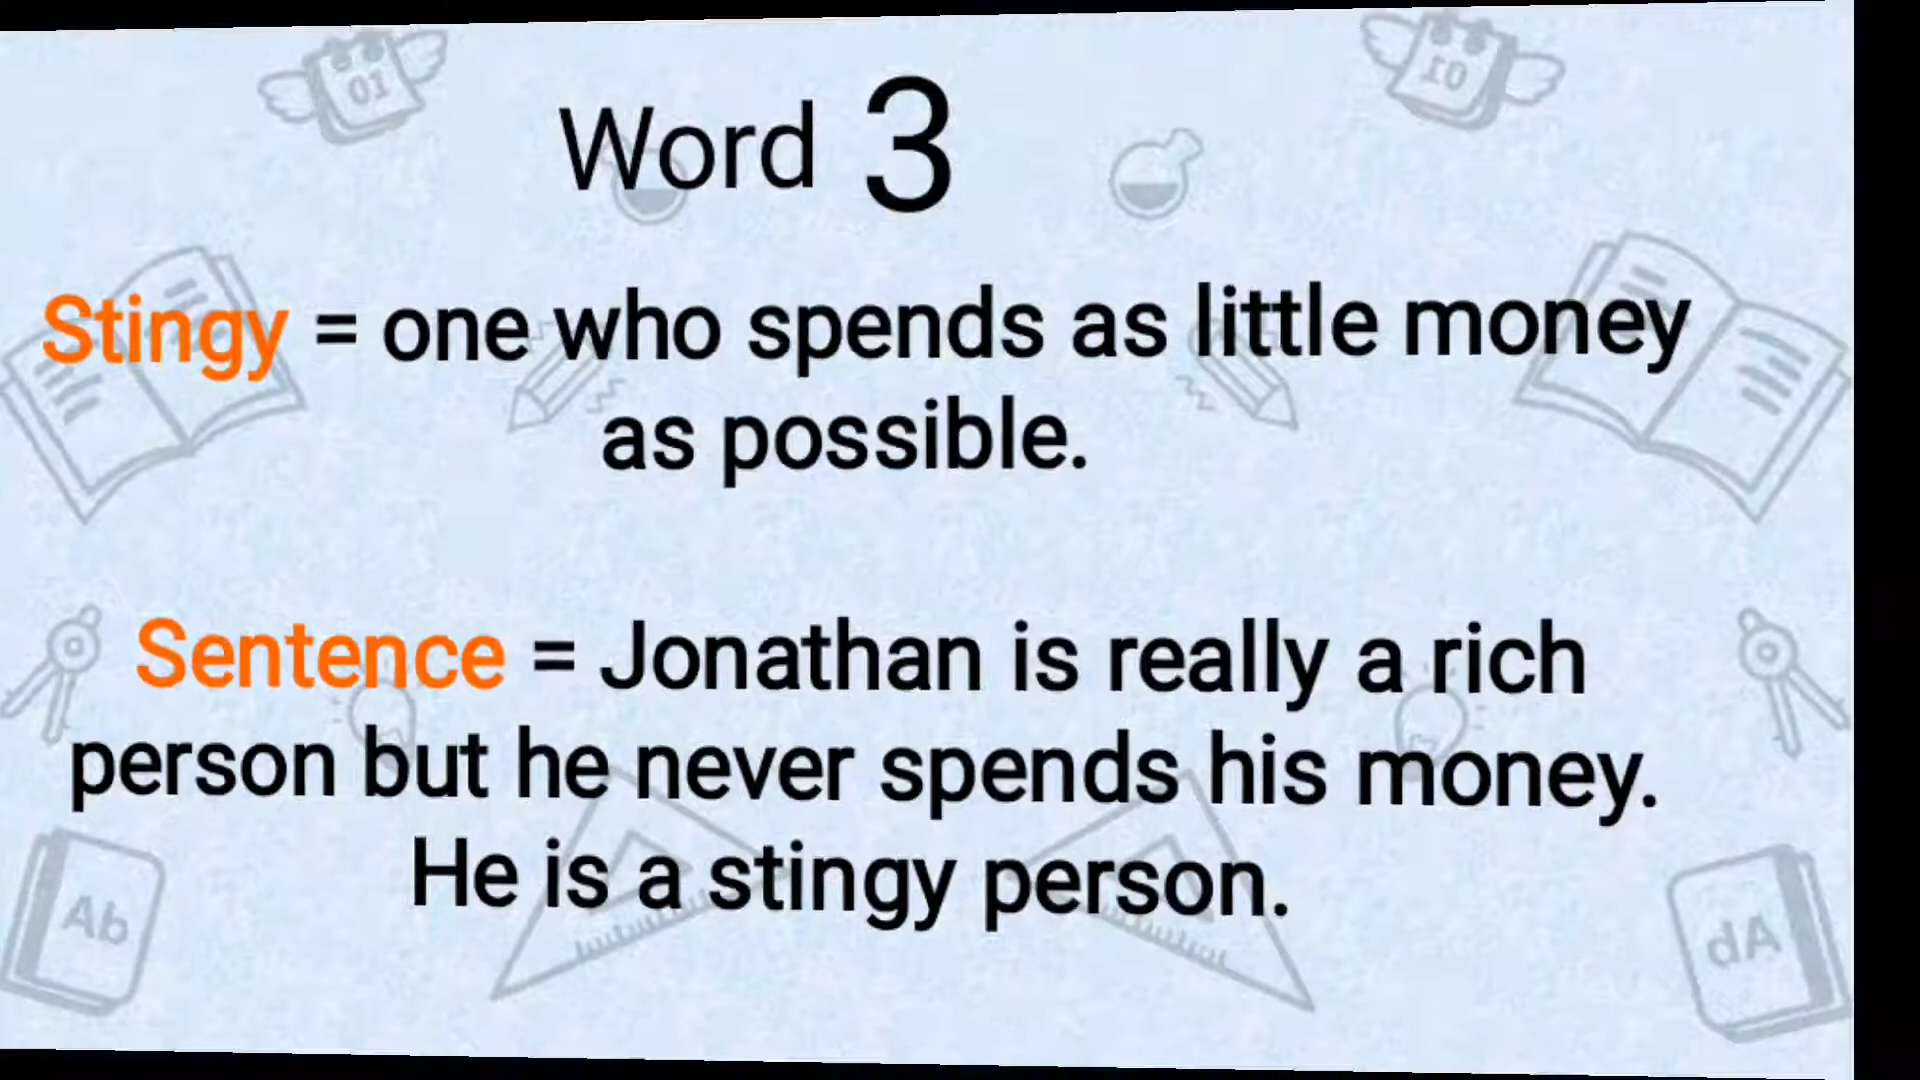 01
10
Word 3
Stingy = one who spends as little money
as possible.
Sentence = Jonathan is really a rich
person but he never spends his money.
He is a stingy person.
Ab
dA